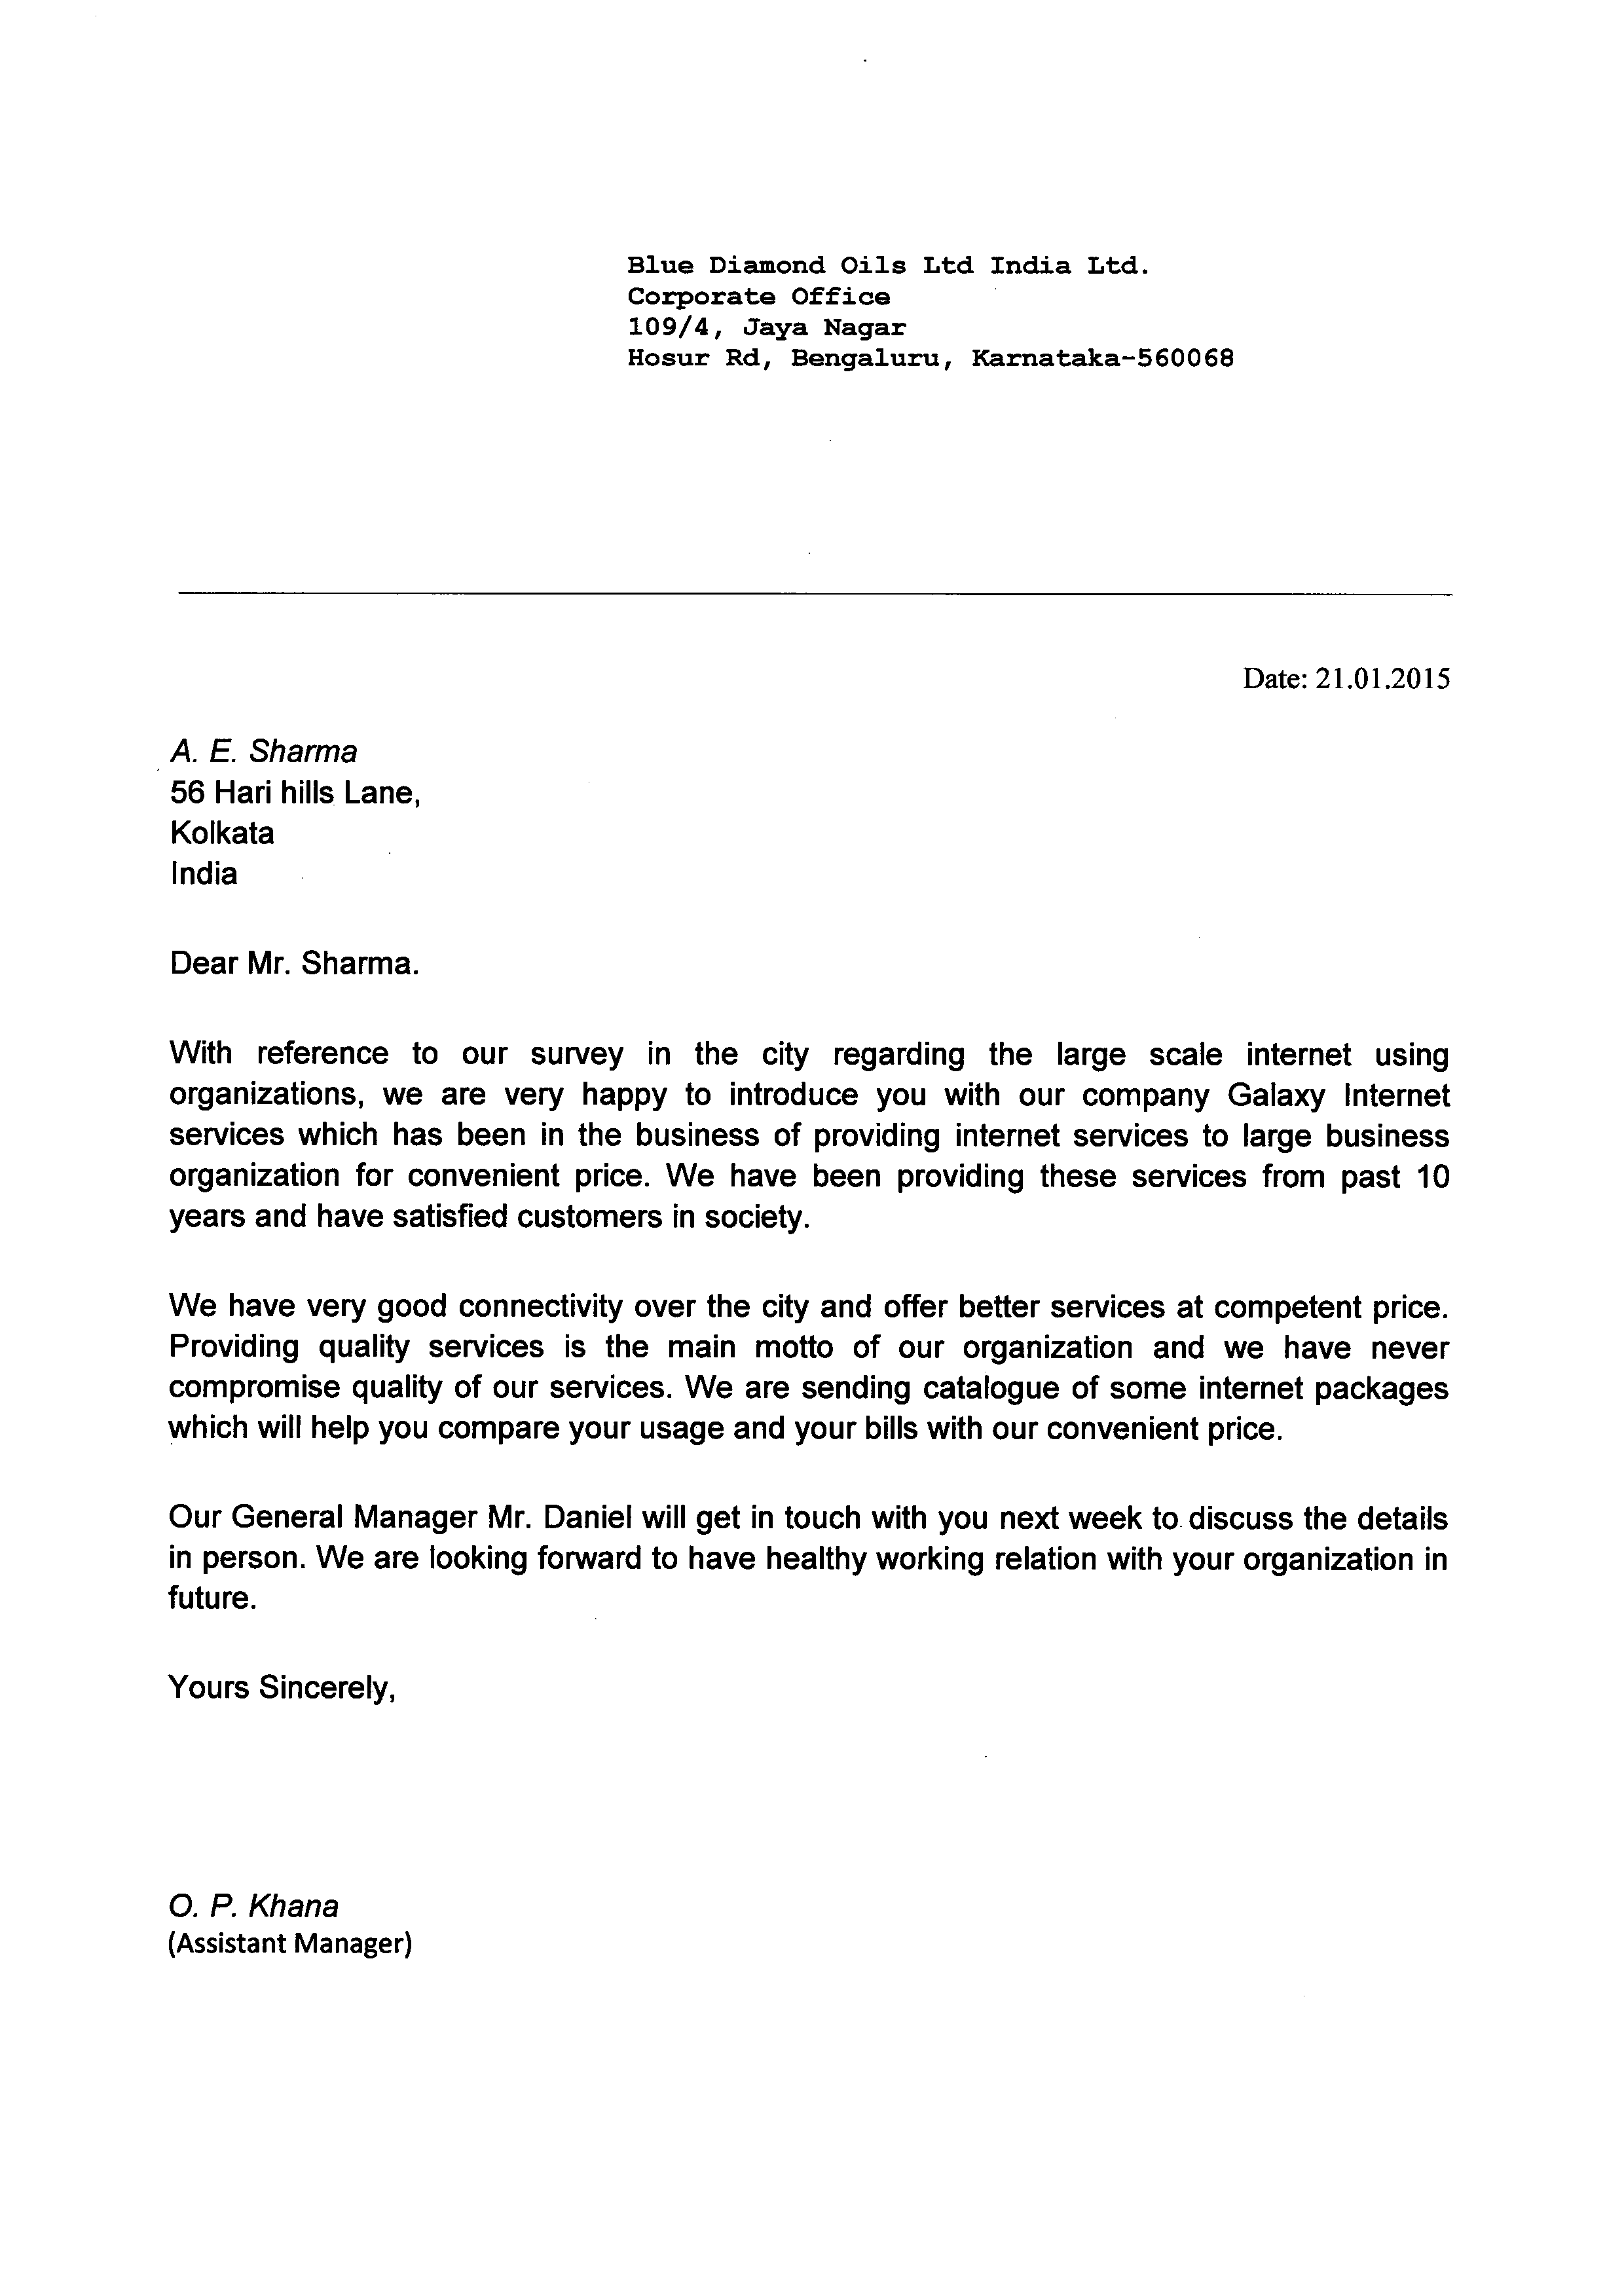 Blue Diamond Oils Ltd India Ltd.
Corporate Office
109/4, Jaya Nagar
Hosur Rd, Bengaluru, Karnataka-560068
Date: 21.01.2015
A. E. Sharma
56 Hari hills Lane,
Kolkata
India
Dear Mr. Sharma.
With reference to our survey in the city regarding the large scale internet using
organizations, we are very happy to introduce you with our company Galaxy Internet
services which has been in the business of providing internet services to large business
organization for convenient price. We have been providing these services from past 10
years and have satisfied customers in society.
We have very good connectivity over the city and offer better services at competent price.
Providing quality services is the main motto of our organization and we have never
compromise quality of our services. We are sending catalogue of some internet packages
which will help you compare your usage and your bills with our convenient price.
Our General Manager Mr. Daniel will get in touch with you next week to discuss the details
in person. We are looking forward to have healthy working relation with your organization in
future.
Yours Sincerely,
O. P. Khana
(Assistant Manager)